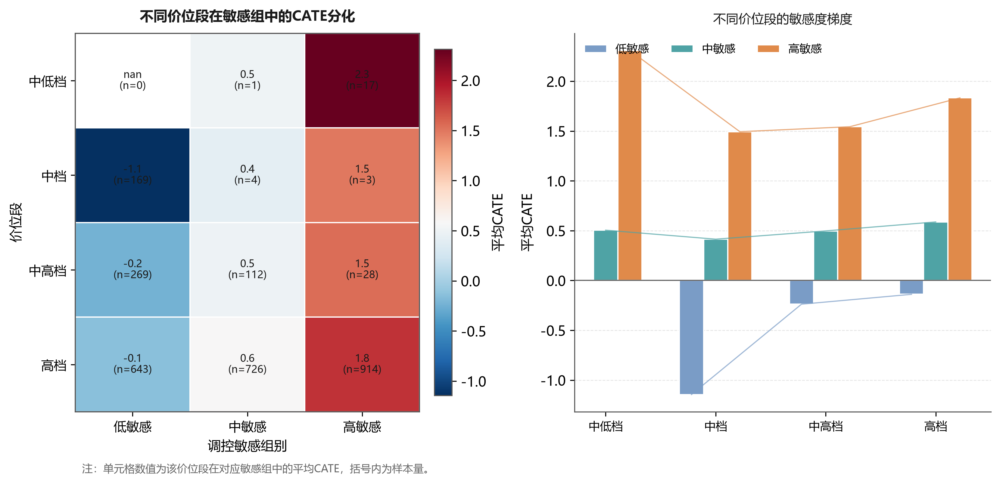 不同价位段在敏感组中的CATE分化
价位段
中低档
中档
中高档
高档
nan
(n=0)
0.5
(n=1)
2.3
(n=17)
-1.1
(n=169)
0.4
(n=4)
1.5
(n=3)
-0.2
(n=269)
0.5
(n=112)
1.5
(n=28)
-0.1
(n=643)
0.6
(n=726)
1.8
(n=914)
低敏感
中敏感
高敏感
调控敏感组别
2.0
1.5
1.0
0.5
0.0
-0.5
-1.0
平均CATE
注：单元格数值为该价位段在对应敏感组中的平均CATE，括号内为样本量。
不同价位段的敏感度梯度
低敏感
中敏感
高敏感
平均CATE
2.0
1.5
1.0
0.5
0.0
-0.5
-1.0
中低档
中档
中高档
高档